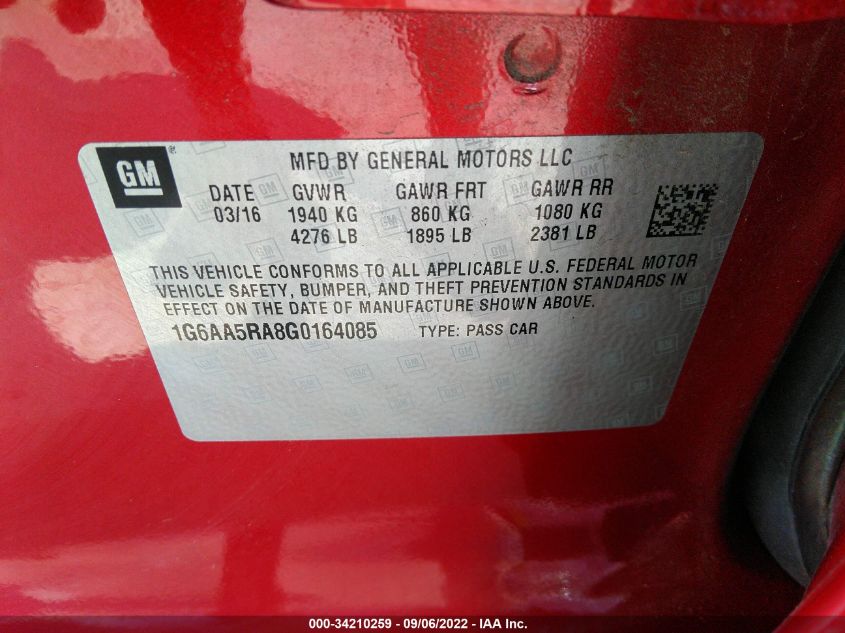 GM
MFD BY GENERAL MOTORS LLC
DATE GVWR GAWR FRT GAWR RR
03/16 1940 KG 860 KG 1080 KG
4276 LB 1895 LB 2381 LB
THIS VEHICLE CONFORMS TO ALL APPLICABLE U.S. FEDERAL MOTOR
VEHICLE SAFETY, BUMPER, AND THEFT PREVENTION STANDARDS IN
EFFECT ON THE DATE OF MANUFACTURE SHOWN ABOVE.
1G6AA5RA8G0164085 TYPE: PASS CAR
000-34210259 - 09/06/2022 - IAA Inc.